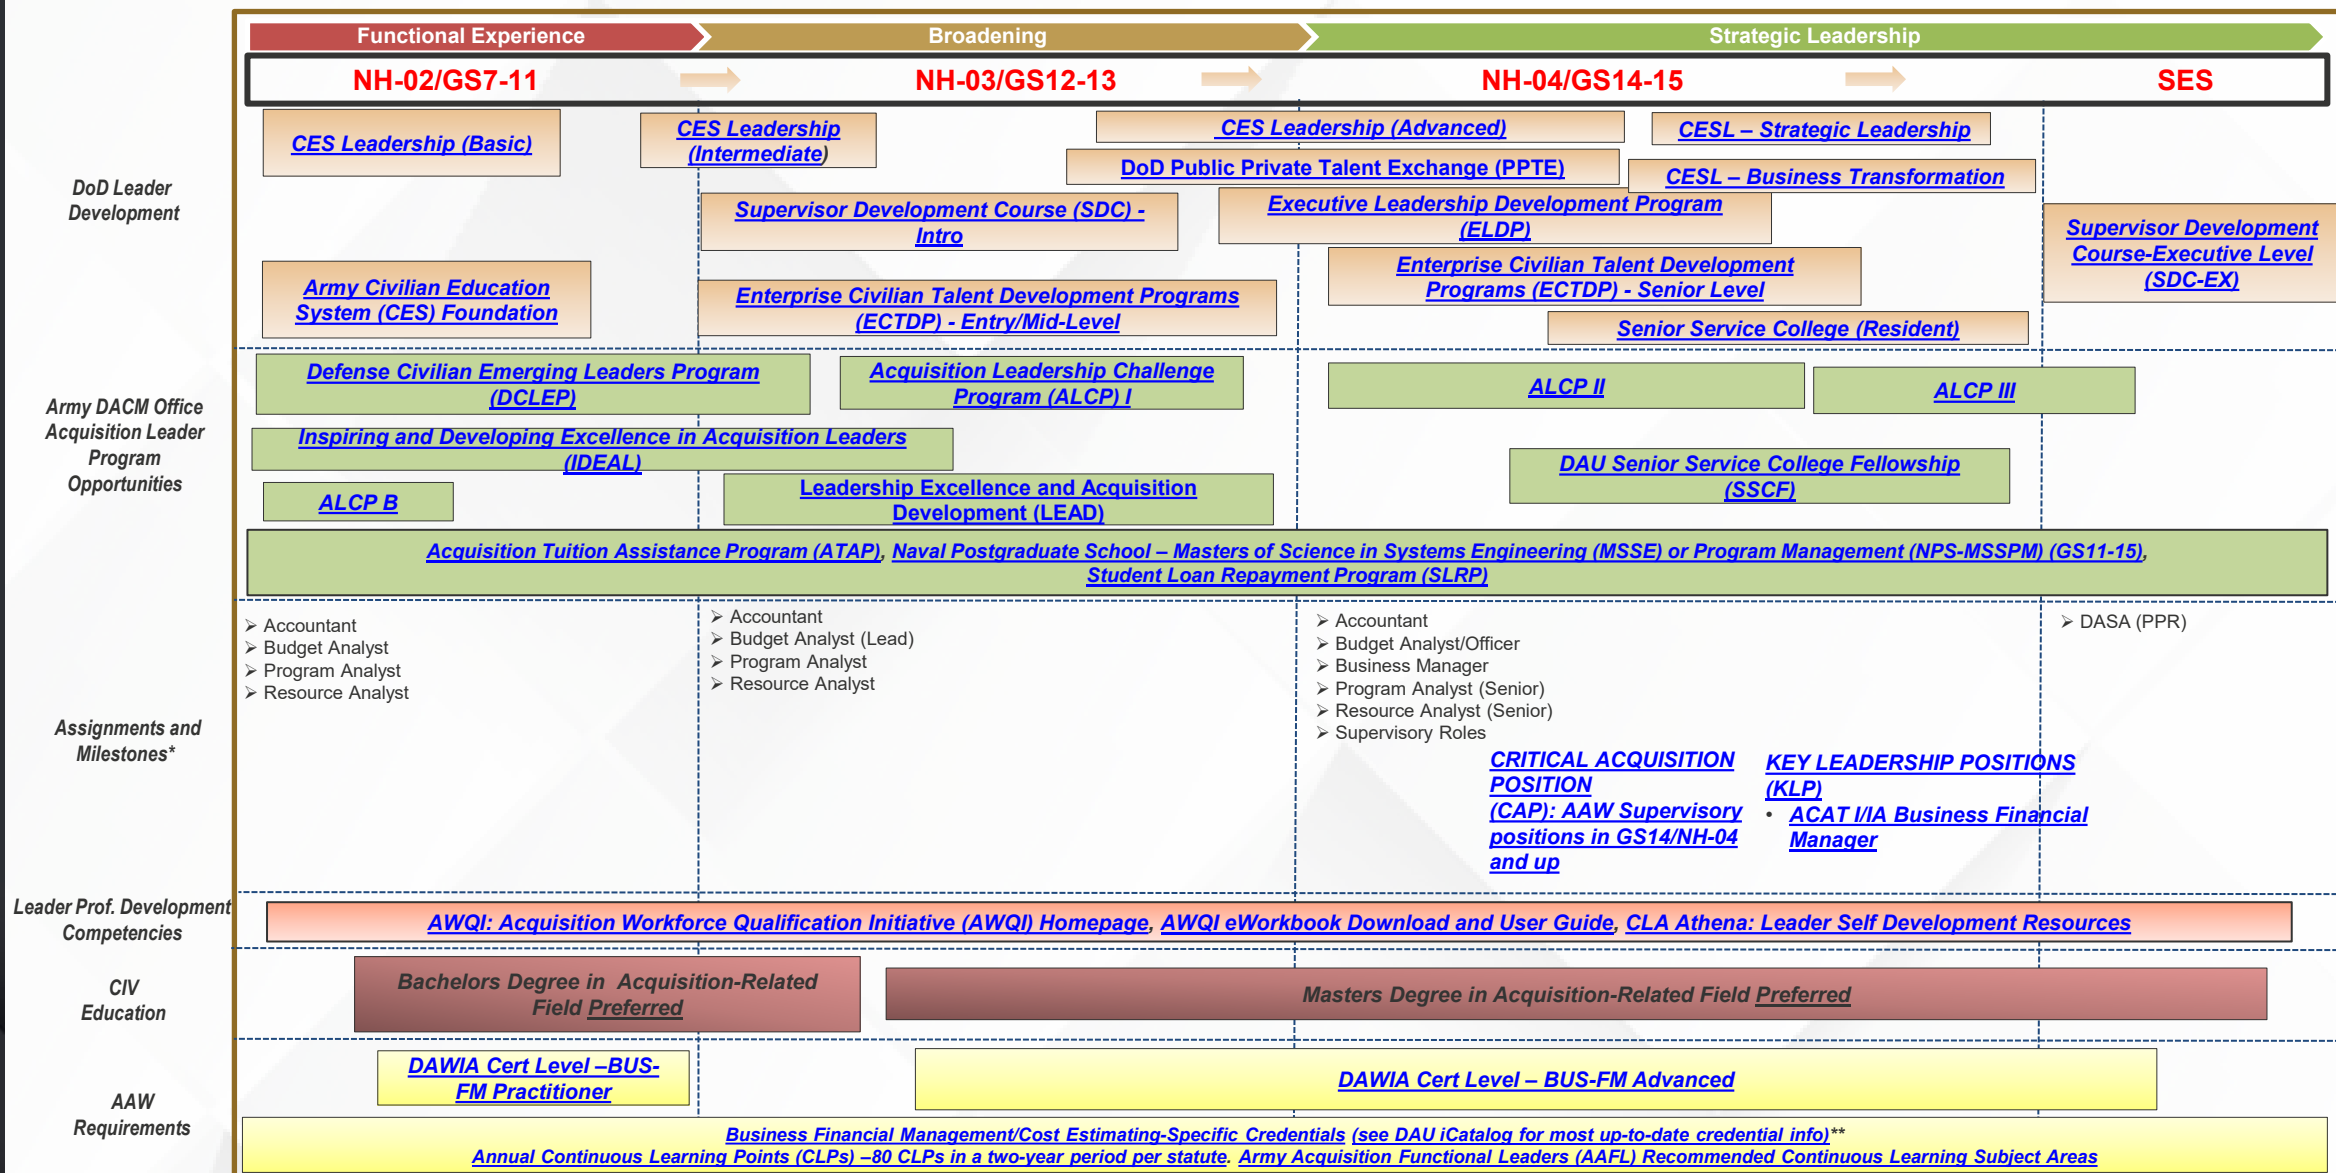 Functional Experience
Broadening
Strategic Leadership
NH-02/GS7-11
NH-03/GS12-13
NH-04/GS14-15
SES
DoD Leader
Development
CES Leadership (Basic)
CES Leadership
(Intermediate)
CES Leadership (Advanced)
CESL – Strategic Leadership
DoD Public Private Talent Exchange (PPTE)
CESL – Business Transformation
Supervisor Development Course (SDC) -
Intro
Executive Leadership Development Program
(ELDP)
Supervisor Development
Course-Executive Level
(SDC-EX)
Army Civilian Education
System (CES) Foundation
Enterprise Civilian Talent Development Programs
(ECTDP) - Entry/Mid-Level
Enterprise Civilian Talent Development
Programs (ECTDP) - Senior Level
Senior Service College (Resident)
Army DACM Office
Acquisition Leader
Program
Opportunities
Defense Civilian Emerging Leaders Program
(DCLEP)
Acquisition Leadership Challenge
Program (ALCP) I
ALCP II
ALCP III
Inspiring and Developing Excellence in Acquisition Leaders
(IDEAL)
DAU Senior Service College Fellowship
(SSCF)
ALCP B
Leadership Excellence and Acquisition
Development (LEAD)
Acquisition Tuition Assistance Program (ATAP), Naval Postgraduate School – Masters of Science in Systems Engineering (MSSE) or Program Management (NPS-MSSPM) (GS11-15),
Student Loan Repayment Program (SLRP)
Assignments and
Milestones*
➢ Accountant
➢ Budget Analyst
➢ Program Analyst
➢ Resource Analyst
➢ Accountant
➢ Budget Analyst (Lead)
➢ Program Analyst
➢ Resource Analyst
➢ Accountant
➢ Budget Analyst/Officer
➢ Business Manager
➢ Program Analyst (Senior)
➢ Resource Analyst (Senior)
➢ Supervisory Roles
➢ DASA (PPR)
CRITICAL ACQUISITION
POSITION
(CAP): AAW Supervisory
positions in GS14/NH-04
and up
KEY LEADERSHIP POSITIONS
(KLP)
• ACAT I/IA Business Financial
Manager
Leader Prof. Development
Competencies
AWQI: Acquisition Workforce Qualification Initiative (AWQI) Homepage, AWQI eWorkbook Download and User Guide, CLA Athena: Leader Self Development Resources
CIV
Education
Bachelors Degree in Acquisition-Related
Field Preferred
Masters Degree in Acquisition-Related Field Preferred
AAW
Requirements
DAWIA Cert Level –BUS-
FM Practitioner
DAWIA Cert Level – BUS-FM Advanced
Business Financial Management/Cost Estimating-Specific Credentials (see DAU iCatalog for most up-to-date credential info)**
Annual Continuous Learning Points (CLPs) –80 CLPs in a two-year period per statute. Army Acquisition Functional Leaders (AAFL) Recommended Continuous Learning Subject Areas